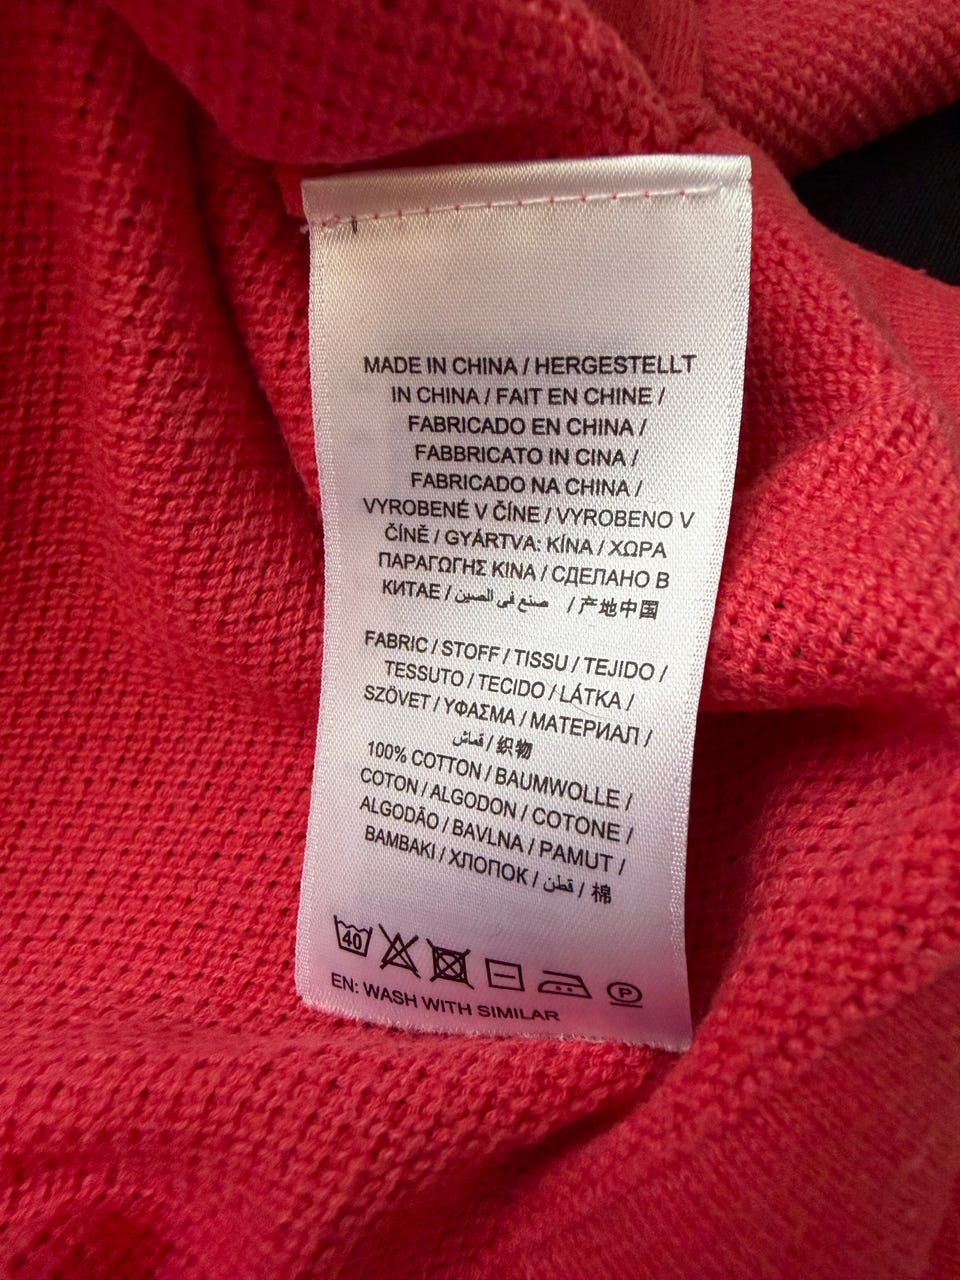 MADE IN CHINA / HERGESTELLT
IN CHINA / FAIT EN CHINE /
FABRICADO EN CHINA /
FABBRICATO IN CINA /
FABRICADO NA CHINA /
VYROBENÉ V ČÍNE / VYROBENO V
ČÍNĚ / GYÁRTVA: KÍNA / ΧΩΡΑ
ΠΑΡΑΓΩΓΗΣ ΚΙΝΑ / СДЕЛАНО В
КИТАЕ / صنع في الصين / 产地中国
FABRIC / STOFF / TISSU / TEJIDO /
TESSUTO / TECIDO / LÁTKA /
SZÖVET / ΥΦΑΣΜΑ / МАТЕРИАЛ /
قماش / 织物
100% COTTON / BAUMWOLLE /
COTON / ALGODON / COTONE /
ALGODÃO / BAVLNA / PAMUT /
BAMBAKI / ХЛОПОК / قطن / 棉
40 P
EN: WASH WITH SIMILAR